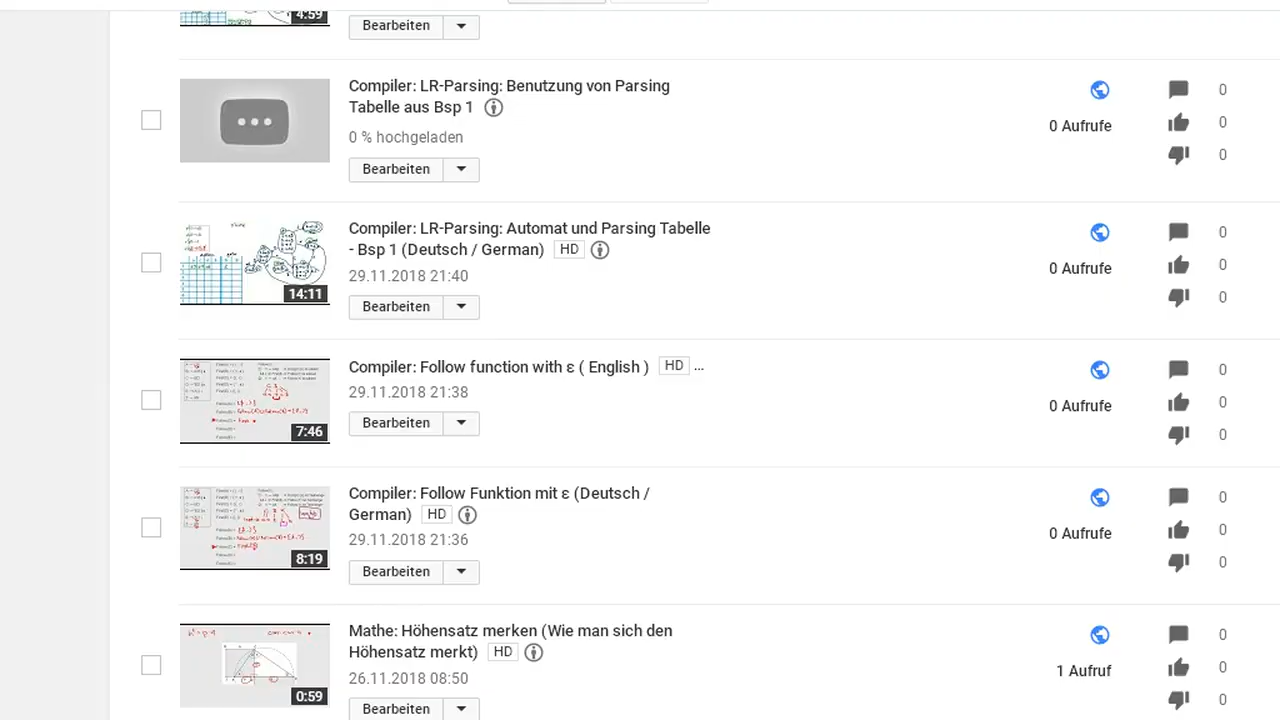 4:59
Bearbeiten
Compiler: LR-Parsing: Benutzung von Parsing
Tabelle aus Bsp 1
0 % hochgeladen
Bearbeiten
0 Aufrufe
0
0
0
Compiler: LR-Parsing: Automat und Parsing Tabelle
- Bsp 1 (Deutsch / German) HD
29.11.2018 21:40
14:11
Bearbeiten
0 Aufrufe
0
0
0
Compiler: Follow function with ε ( English ) HD ...
29.11.2018 21:38
7:46
Bearbeiten
0 Aufrufe
0
0
0
Compiler: Follow Funktion mit ε (Deutsch /
German) HD
29.11.2018 21:36
8:19
Bearbeiten
0 Aufrufe
0
0
0
Mathe: Höhensatz merken (Wie man sich den
Höhensatz merkt) HD
26.11.2018 08:50
0:59
Bearbeiten
1 Aufruf
0
0
0